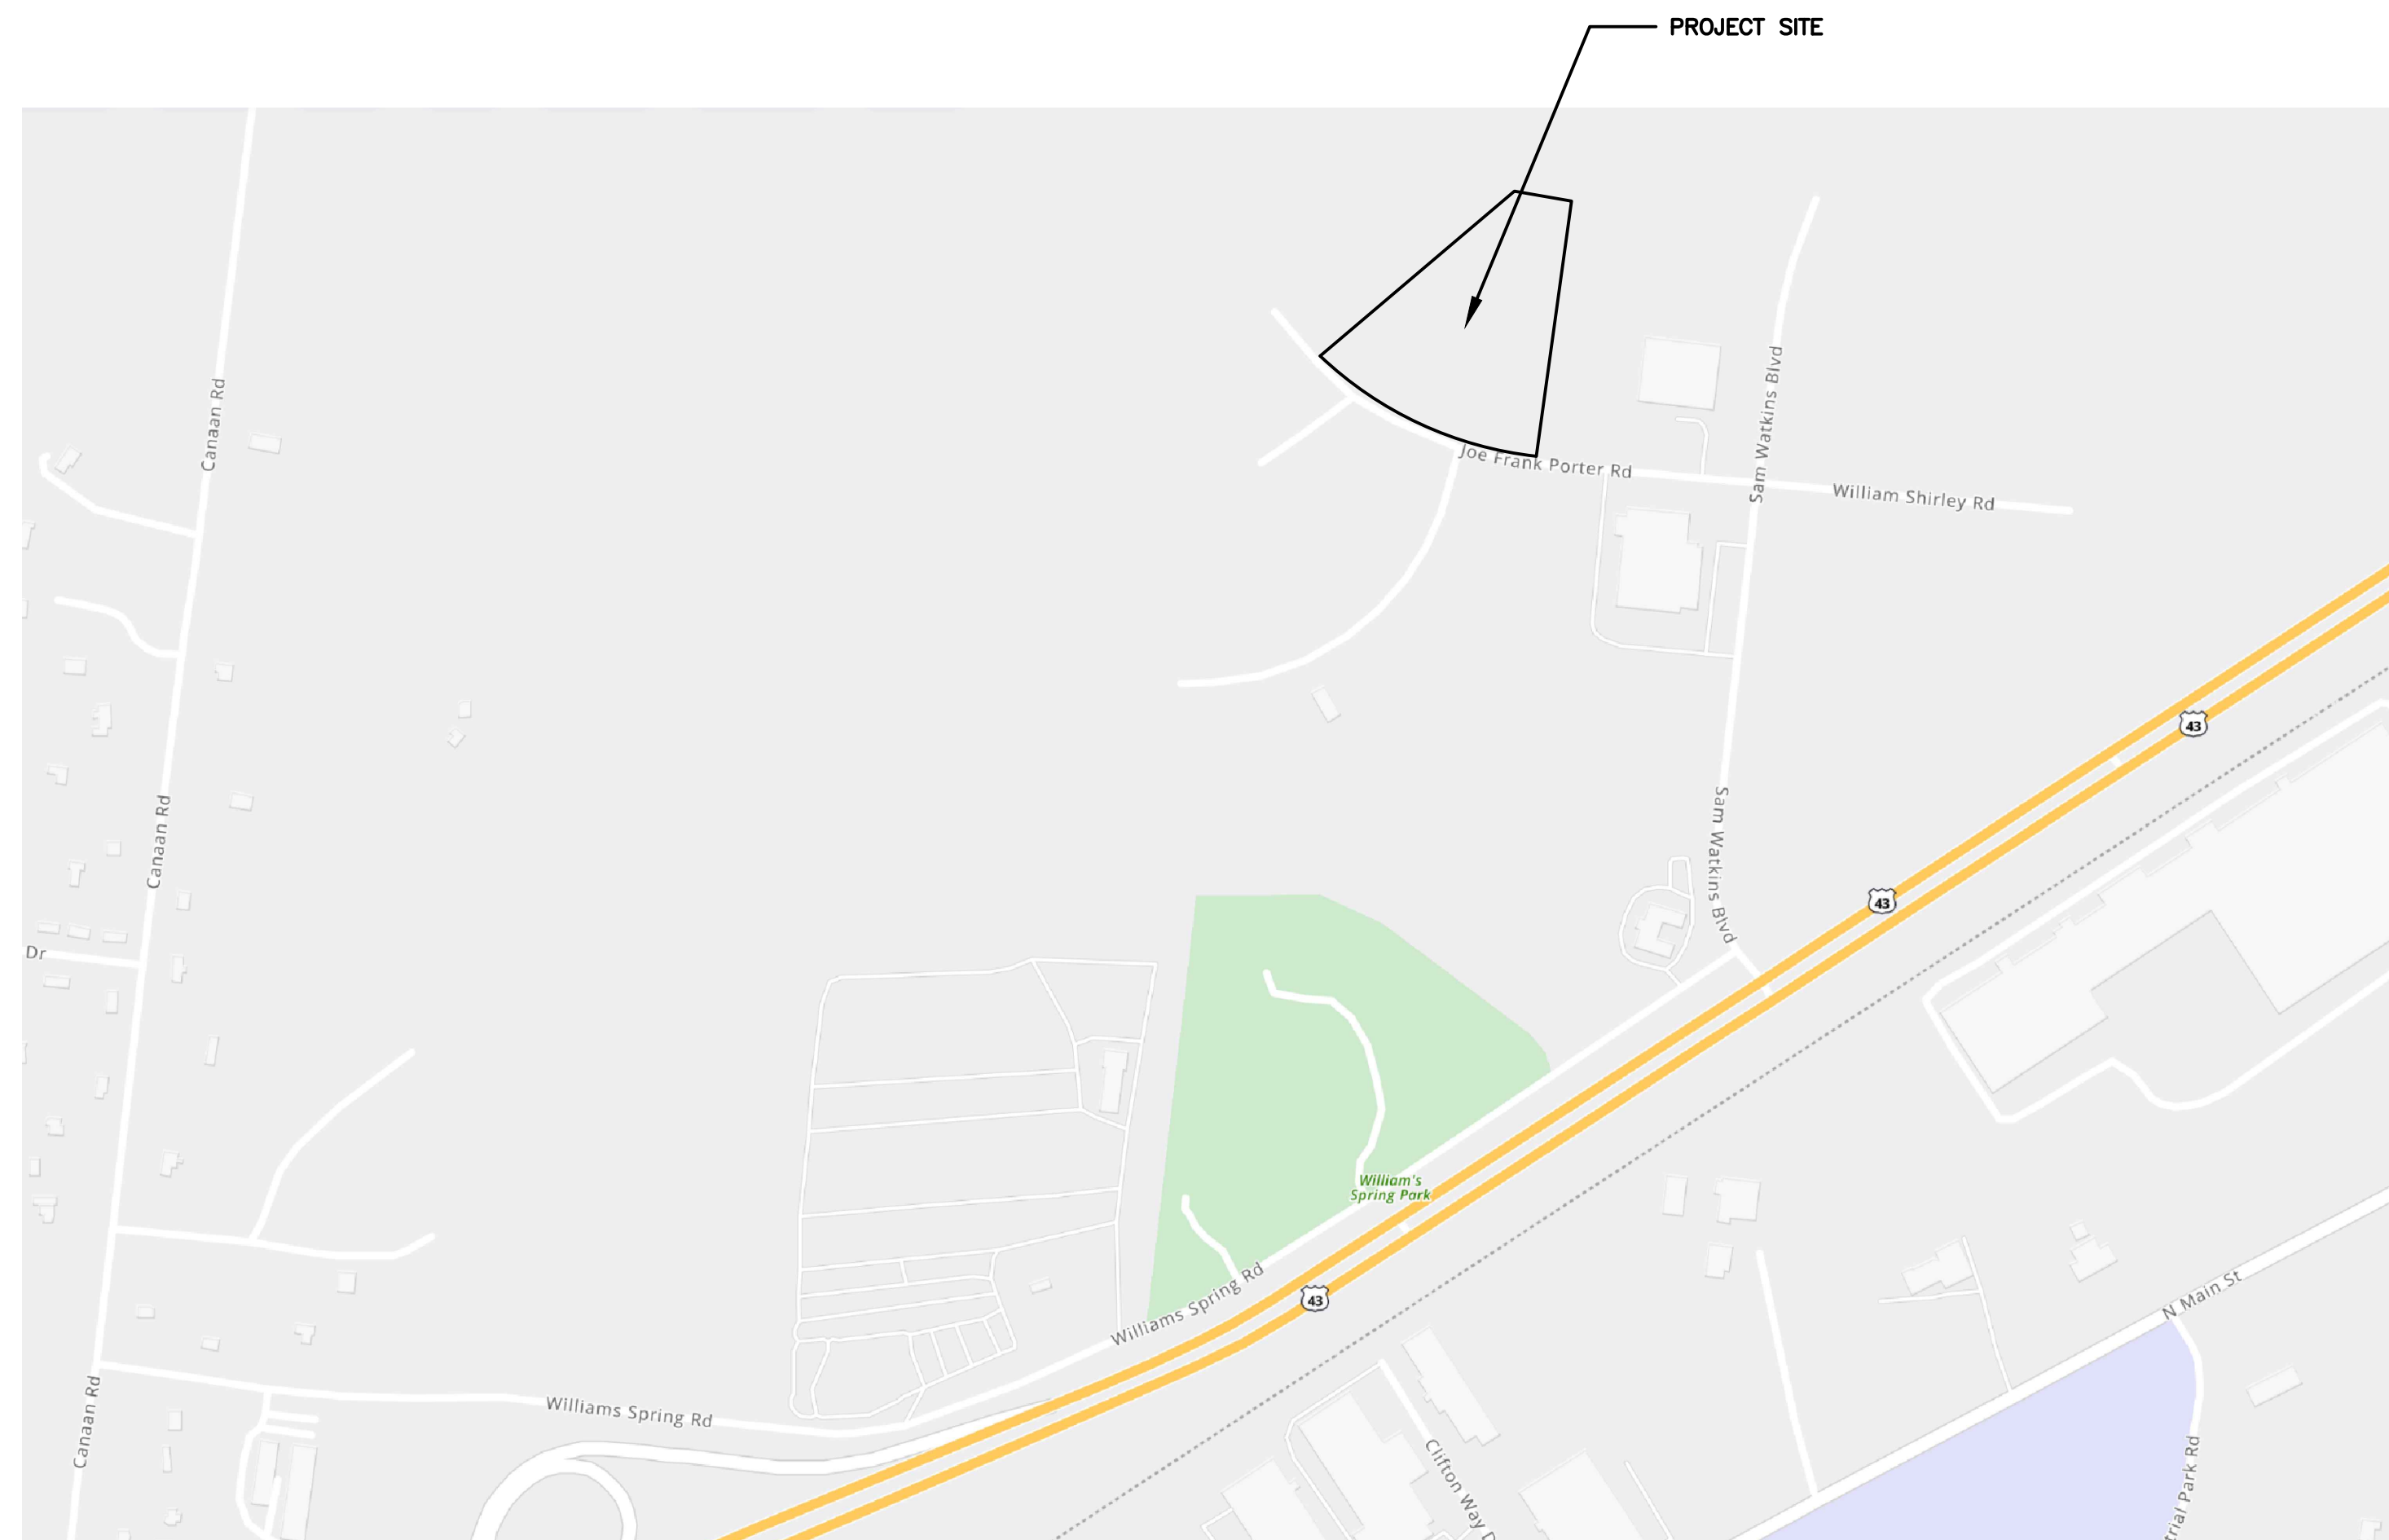 PROJECT SITE
Canaan Rd
Sam Watkins Blvd
Joe Frank Porter Rd
William Shirley Rd
43
Canaan Rd
Sam Watkins Blvd
43
Dr
William's
Spring Park
Williams Spring Rd
43
N Main St
Canaan Rd
Williams Spring Rd
Clifton Way
Park Rd